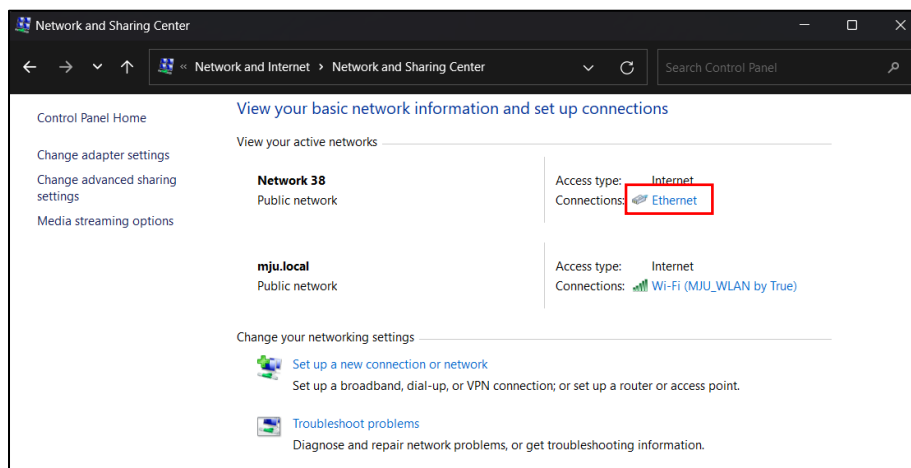 Network and Sharing Center
« Network and Internet › Network and Sharing Center
Search Control Panel
Control Panel Home
Change adapter settings
Change advanced sharing
settings
Media streaming options
View your basic network information and set up connections
View your active networks
Network 38
Public network
Access type: Internet
Connections: Ethernet
mju.local
Public network
Access type: Internet
Connections: Wi-Fi (MJU_WLAN by True)
Change your networking settings
Set up a new connection or network
Set up a broadband, dial-up, or VPN connection; or set up a router or access point.
Troubleshoot problems
Diagnose and repair network problems, or get troubleshooting information.